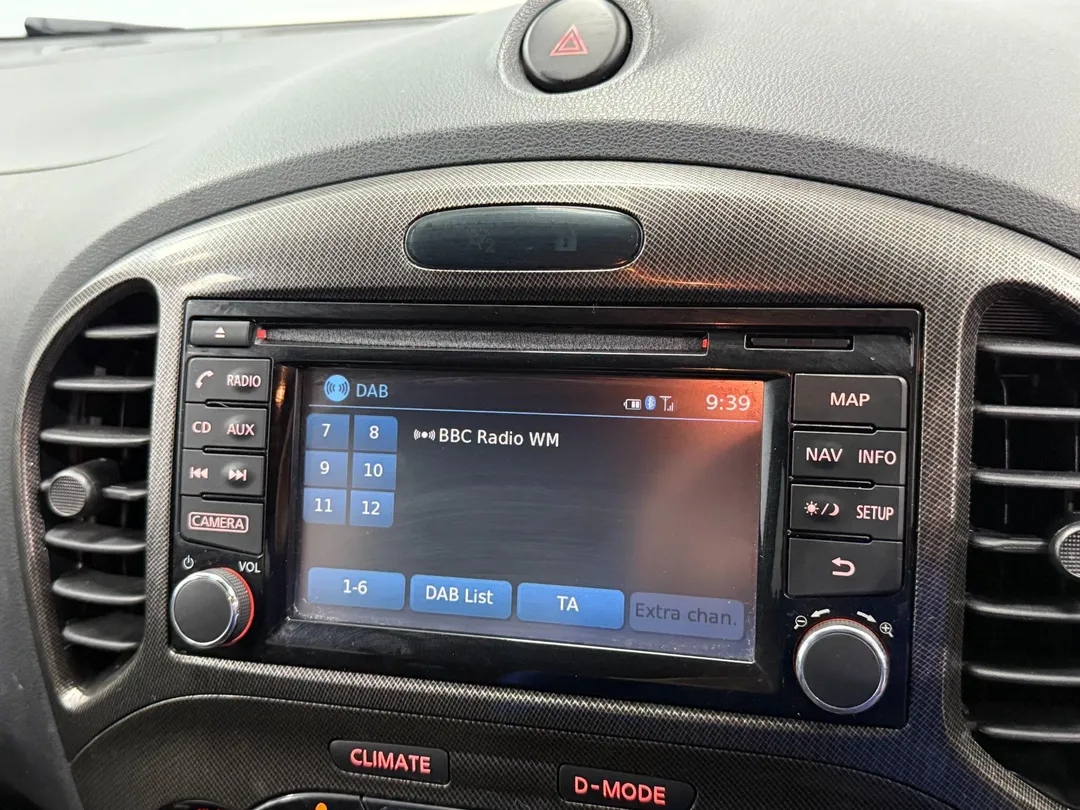 DAB
9:39
7 8
BBC Radio WM
9 10
11 12
1-6 DAB List TA Extra chan.
RADIO
CD AUX
CAMERA
VOL
MAP
NAV INFO
SETUP
CLIMATE
D-MODE